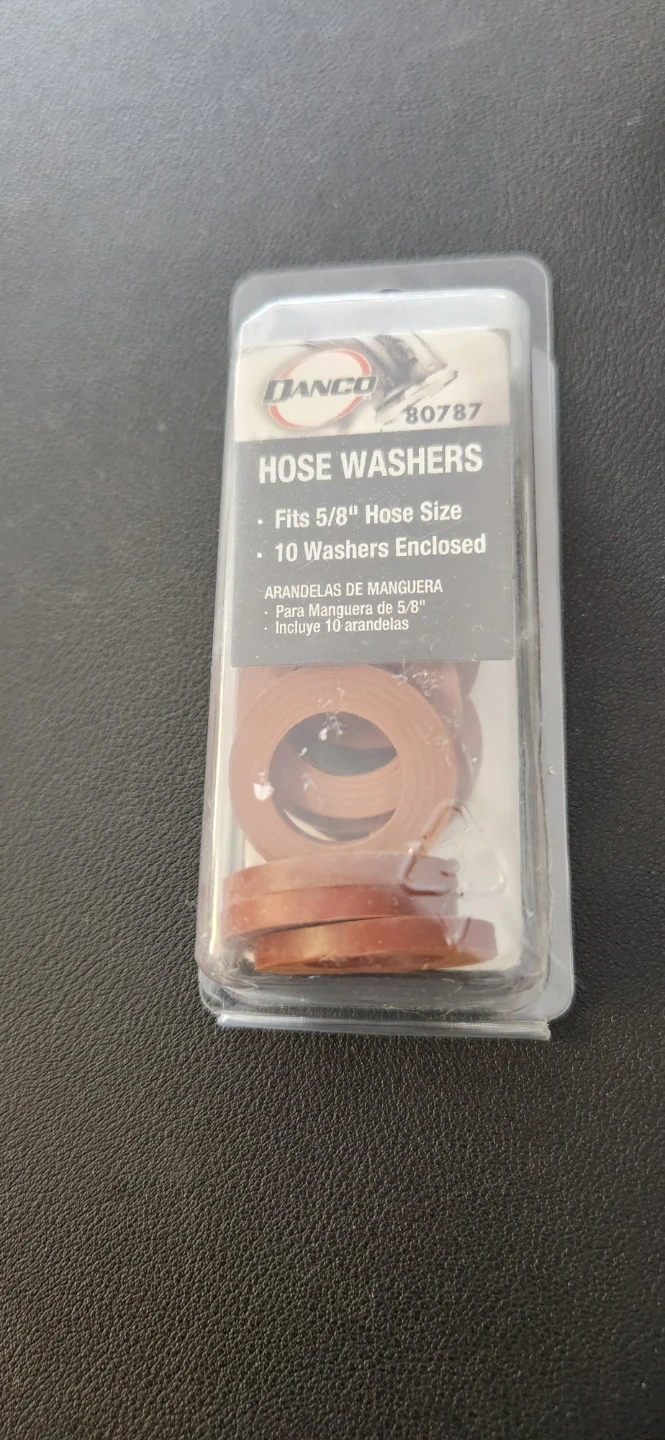 DANCO
80787
HOSE WASHERS
· Fits 5/8" Hose Size
· 10 Washers Enclosed
ARANDELAS DE MANGUERA
· Para Manguera de 5/8"
· Incluye 10 arandelas